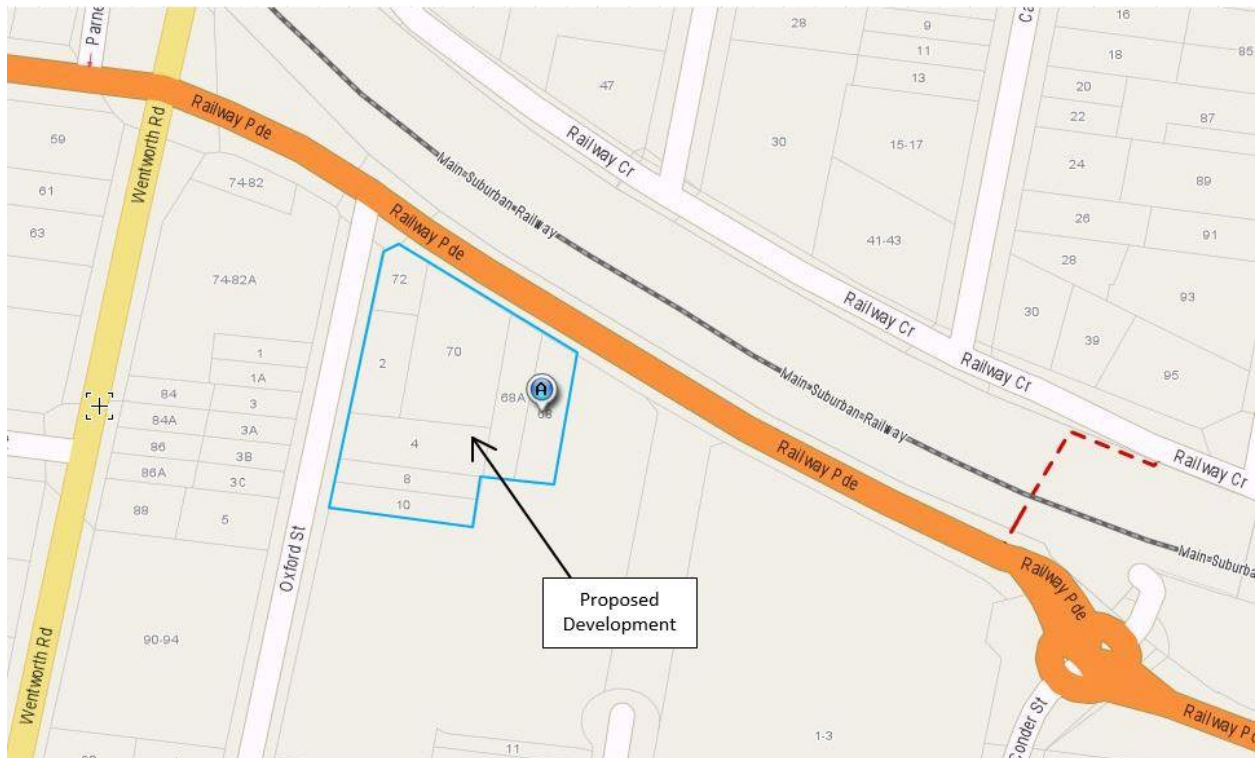 Parne
28
9
11
13
Ca
16
18
85
20
22
87
47
24
89
30
15-17
26
91
28
93
41-43
30
39
95
59
61
63
Wentworth Rd
Railway Pde
Main=Suburban=Railway
Railway Cr
74-82
Railway Pde
74-82A
72
70
2
68A
A
68
4
8
10
1
1A
3
3A
3B
3C
5
84
84A
86
86A
88
Railway Cr
Railway Cr
Main=Suburban=Railway
Railway Cr
Railway Pde
Main=Suburba
Railway Pde
Oxford St
Proposed
Development
90-94
Wentworth Rd
11
1-3
Conder St
Railway Pd